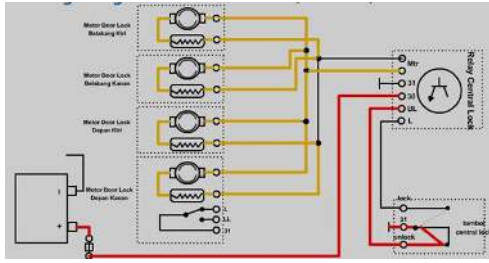 Motor Door Lock
Belakang Kiri
Motor Door Lock
Belakang Kanan
Motor Door Lock
Depan Kiri
Motor Door Lock
Depan Kanan
L
UL
31
Mtr
31
30
UL
L
Relay Central Lock
lock
31
unlock
tombol
central lock
+